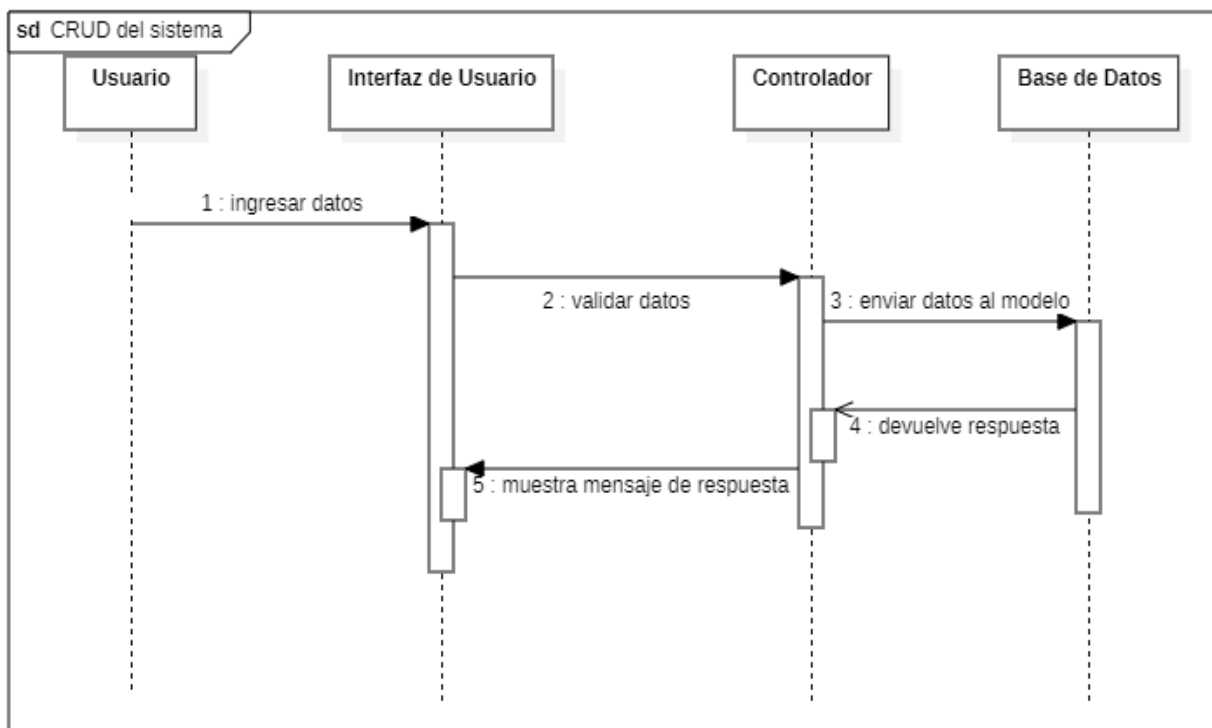 sd CRUD del sistema
Usuario
Interfaz de Usuario
Controlador
Base de Datos
1 : ingresar datos
2 : validar datos
3 : enviar datos al modelo
4 : devuelve respuesta
5 : muestra mensaje de respuesta